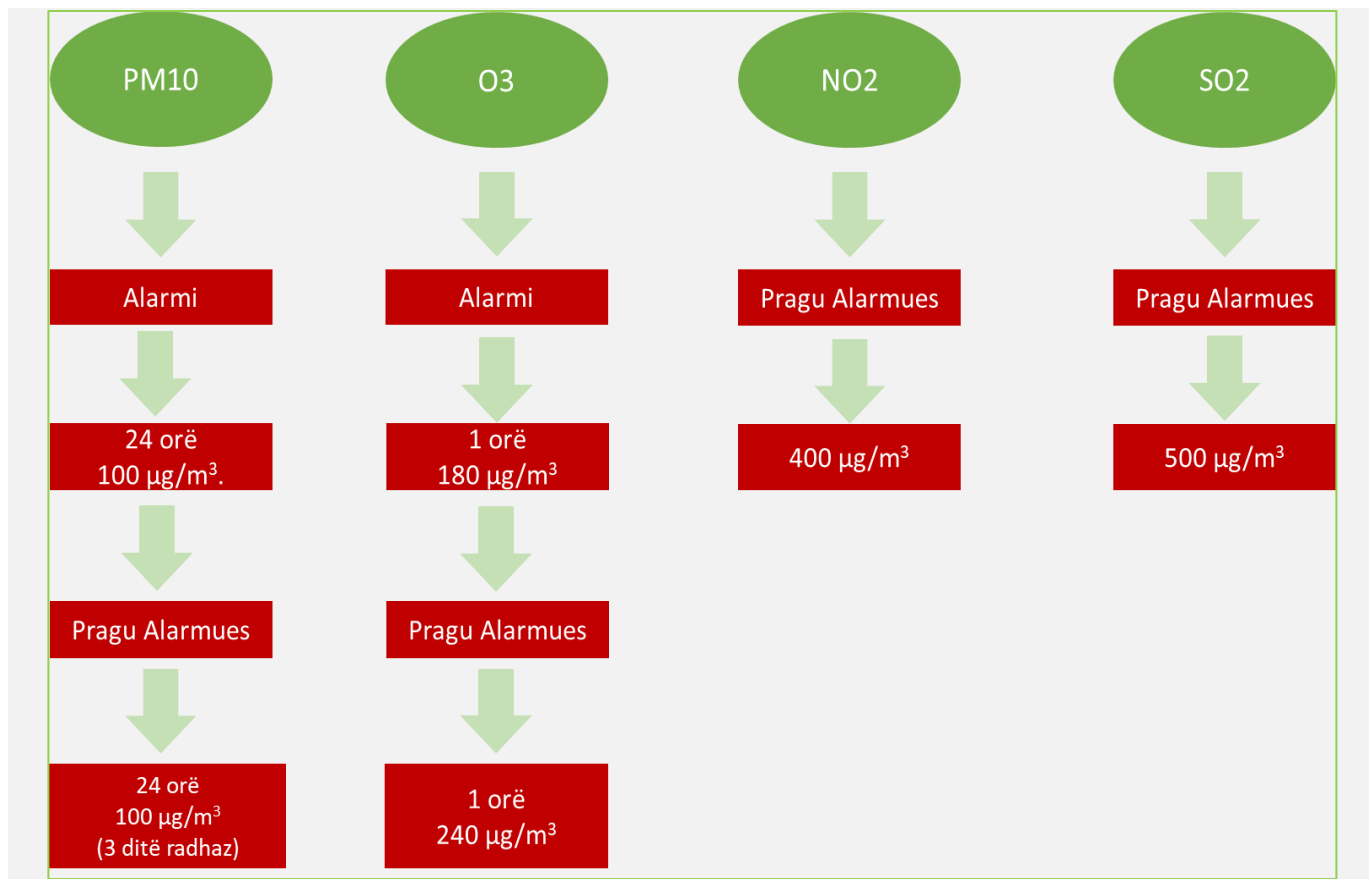 PM10
O3
NO2
SO2
Alarmi
Alarmi
Pragu Alarmues
Pragu Alarmues
24 orë
100 µg/m³.
1 orë
180 µg/m³
400 µg/m³
500 µg/m³
Pragu Alarmues
Pragu Alarmues
24 orë
100 µg/m³
(3 ditë radhaz)
1 orë
240 µg/m³